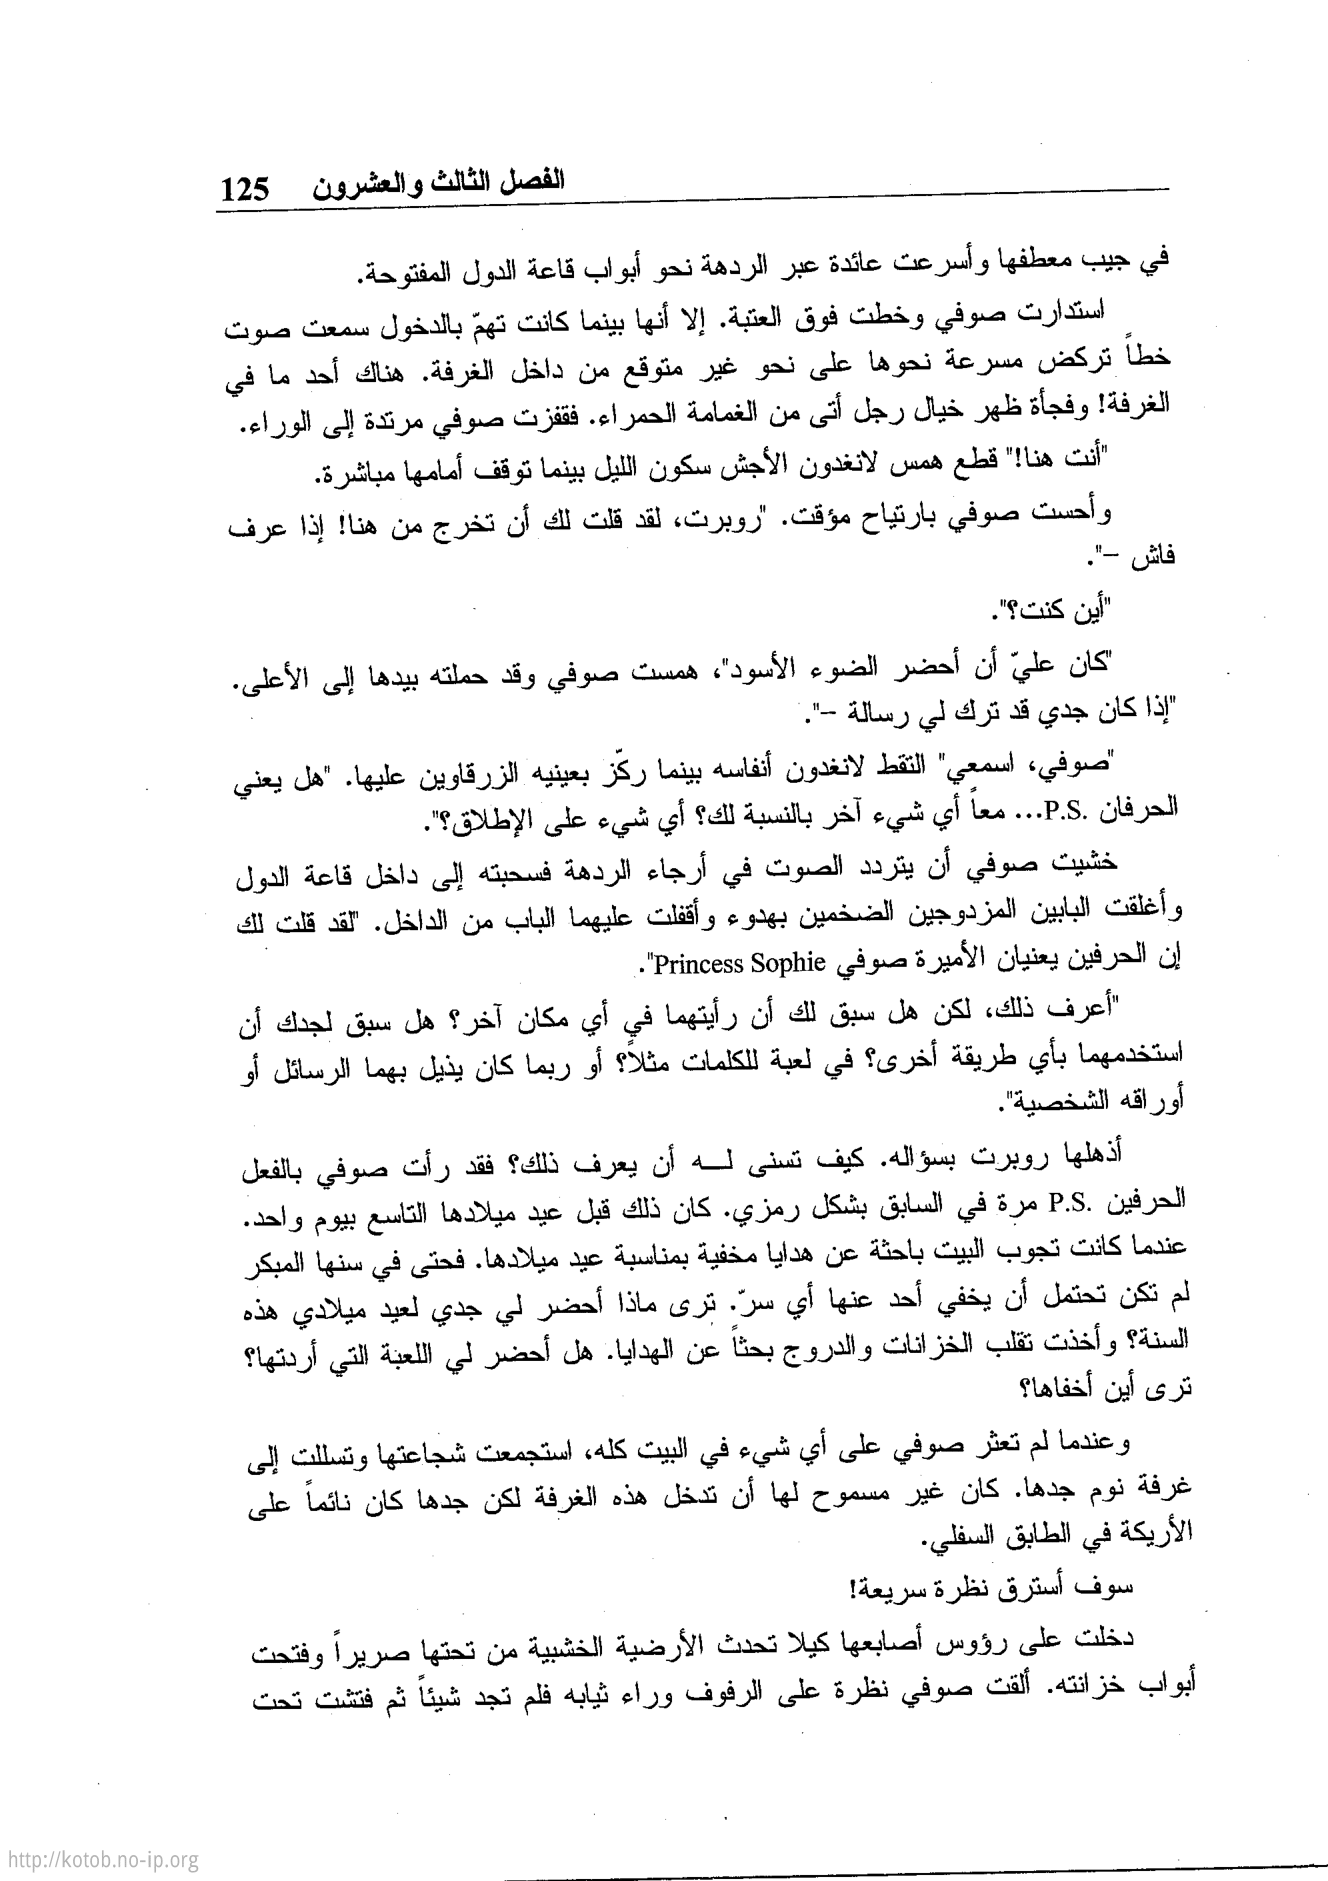 الفصل الثالث والعشرون 125
في جيب معطفها وأسرعت عائدة عبر الردهة نحو أبواب قاعة الدول المفتوحة.
استدارت صوفي وخطت فوق العتبة. إلا أنها بينما كانت تهمّ بالدخول سمعت صوت
خطاً تركض مسرعة نحوها على نحو غير متوقع من داخل الغرفة. هناك أحد ما في
الغرفة! وفجأة ظهر خيال رجل أتى من الغمامة الحمراء. فقفزت صوفي مرتدة إلى الوراء.
"أنت هنا!" قطع همس لانغدون الأجش سكون الليل بينما توقف أمامها مباشرة.
وأحست صوفي بارتياح مؤقت. "روبرت، لقد قلت لك أن تخرج من هنا! إذا عرف
فاش –".
"أين كنت؟".
"كان عليّ أن أحضر الضوء الأسود"، همست صوفي وقد حملته بيدها إلى الأعلى.
"إذا كان جدي قد ترك لي رسالة –".
"صوفي، اسمعي" التقط لانغدون أنفاسه بينما ركّز بعينيه الزرقاوين عليها. "هل يعني
الحرفان P.S.... معاً أي شيء آخر بالنسبة لك؟ أي شيء على الإطلاق؟".
خشيت صوفي أن يتردد الصوت في أرجاء الردهة فسحبته إلى داخل قاعة الدول
وأغلقت البابين المزدوجين الضخمين بهدوء وأقفلت عليهما الباب من الداخل. "لقد قلت لك
إن الحرفين يعنيان الأميرة صوفي Princess Sophie".
"أعرف ذلك، لكن هل سبق لك أن رأيتهما في أي مكان آخر؟ هل سبق لجدك أن
استخدمهما بأي طريقة أخرى؟ في لعبة للكلمات مثلاً؟ أو ربما كان يذيل بهما الرسائل أو
أوراقه الشخصية".
أذهلها روبرت بسؤاله. كيف تسنى لـــه أن يعرف ذلك؟ فقد رأت صوفي بالفعل
الحرفين P.S. مرة في السابق بشكل رمزي. كان ذلك قبل عيد ميلادها التاسع بيوم واحد.
عندما كانت تجوب البيت باحثة عن هدايا مخفية بمناسبة عيد ميلادها. فحتى في سنها المبكر
لم تكن تحتمل أن يخفي أحد عنها أي سرّ. ترى ماذا أحضر لي جدي لعيد ميلادي هذه
السنة؟ وأخذت تقلب الخزانات والدروج بحثاً عن الهدايا. هل أحضر لي اللعبة التي أردتها؟
ترى أين أخفاها؟
وعندما لم تعثر صوفي على أي شيء في البيت كله، استجمعت شجاعتها وتسللت إلى
غرفة نوم جدها. كان غير مسموح لها أن تدخل هذه الغرفة لكن جدها كان نائماً على
الأريكة في الطابق السفلي.
سوف أسترق نظرة سريعة!
دخلت على رؤوس أصابعها كيلا تحدث الأرضية الخشبية من تحتها صريراً وفتحت
أبواب خزانته. ألقت صوفي نظرة على الرفوف وراء ثيابه فلم تجد شيئاً ثم فتشت تحت
http://kotob.no-ip.org